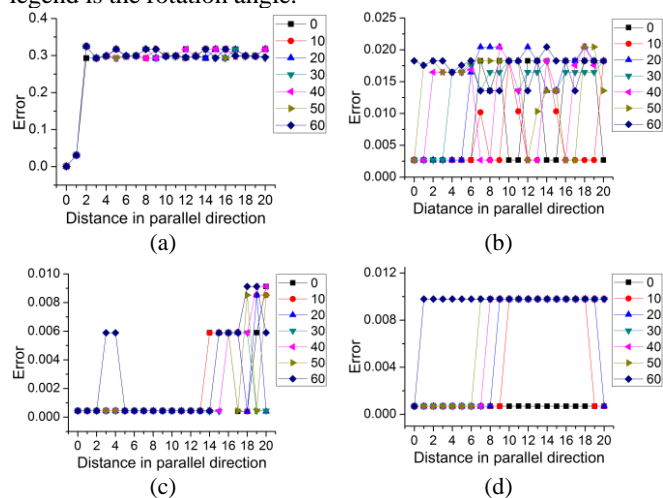 legend is the rotation angle.
Error
0.4
0.3
0.2
0.1
0.0
0 2 4 6 8 10 12 14 16 18 20
Distance in parallel direction
0
10
20
30
40
50
60
(a)
Error
0.025
0.020
0.015
0.010
0.005
0.000
0 2 4 6 8 10 12 14 16 18 20
Diatance in parallel direction
0
10
20
30
40
50
60
(b)
Error
0.010
0.008
0.006
0.004
0.002
0.000
0 2 4 6 8 10 12 14 16 18 20
Distance in parallel direction
0
10
20
30
40
50
60
(c)
Error
0.012
0.008
0.004
0.000
0 2 4 6 8 10 12 14 16 18 20
Distance in parallel direction
0
10
20
30
40
50
60
(d)